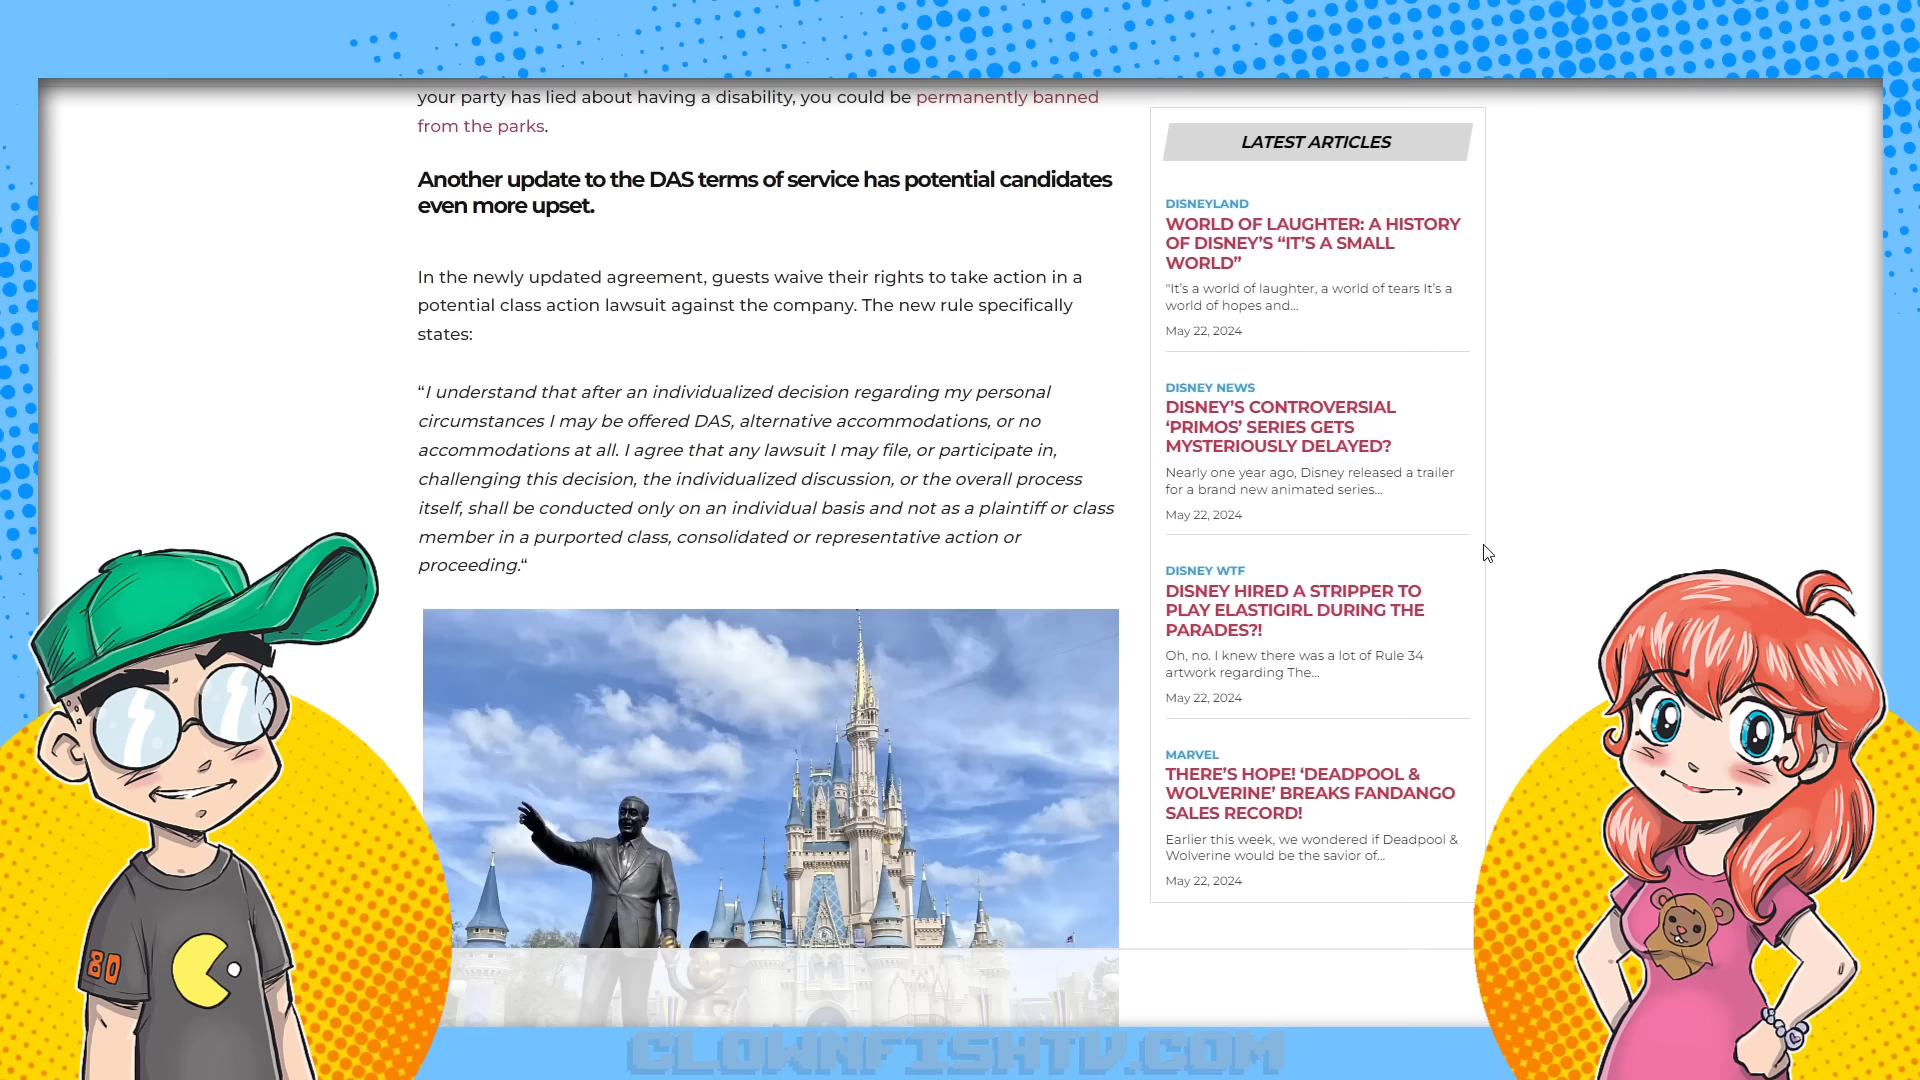 your party has lied about having a disability, you could be permanently banned
from the parks.
Another update to the DAS terms of service has potential candidates
even more upset.
In the newly updated agreement, guests waive their rights to take action in a
potential class action lawsuit against the company. The new rule specifically
states:
“I understand that after an individualized decision regarding my personal
circumstances I may be offered DAS, alternative accommodations, or no
accommodations at all. I agree that any lawsuit I may file, or participate in,
challenging this decision, the individualized discussion, or the overall process
itself, shall be conducted only on an individual basis and not as a plaintiff or class
member in a purported class, consolidated or representative action or
proceeding.“
LATEST ARTICLES
DISNEYLAND
WORLD OF LAUGHTER: A HISTORY
OF DISNEY’S “IT’S A SMALL
WORLD”
"It’s a world of laughter, a world of tears It’s a
world of hopes and...
May 22, 2024
DISNEY NEWS
DISNEY’S CONTROVERSIAL
‘PRIMOS’ SERIES GETS
MYSTERIOUSLY DELAYED?
Nearly one year ago, Disney released a trailer
for a brand new animated series...
May 22, 2024
DISNEY WTF
DISNEY HIRED A STRIPPER TO
PLAY ELASTIGIRL DURING THE
PARADES?!
Oh, no. I knew there was a lot of Rule 34
artwork regarding The...
May 22, 2024
MARVEL
THERE’S HOPE! ‘DEADPOOL &
WOLVERINE’ BREAKS FANDANGO
SALES RECORD!
Earlier this week, we wondered if Deadpool &
Wolverine would be the savior of...
May 22, 2024
80
CLOWNFISHTV.COM